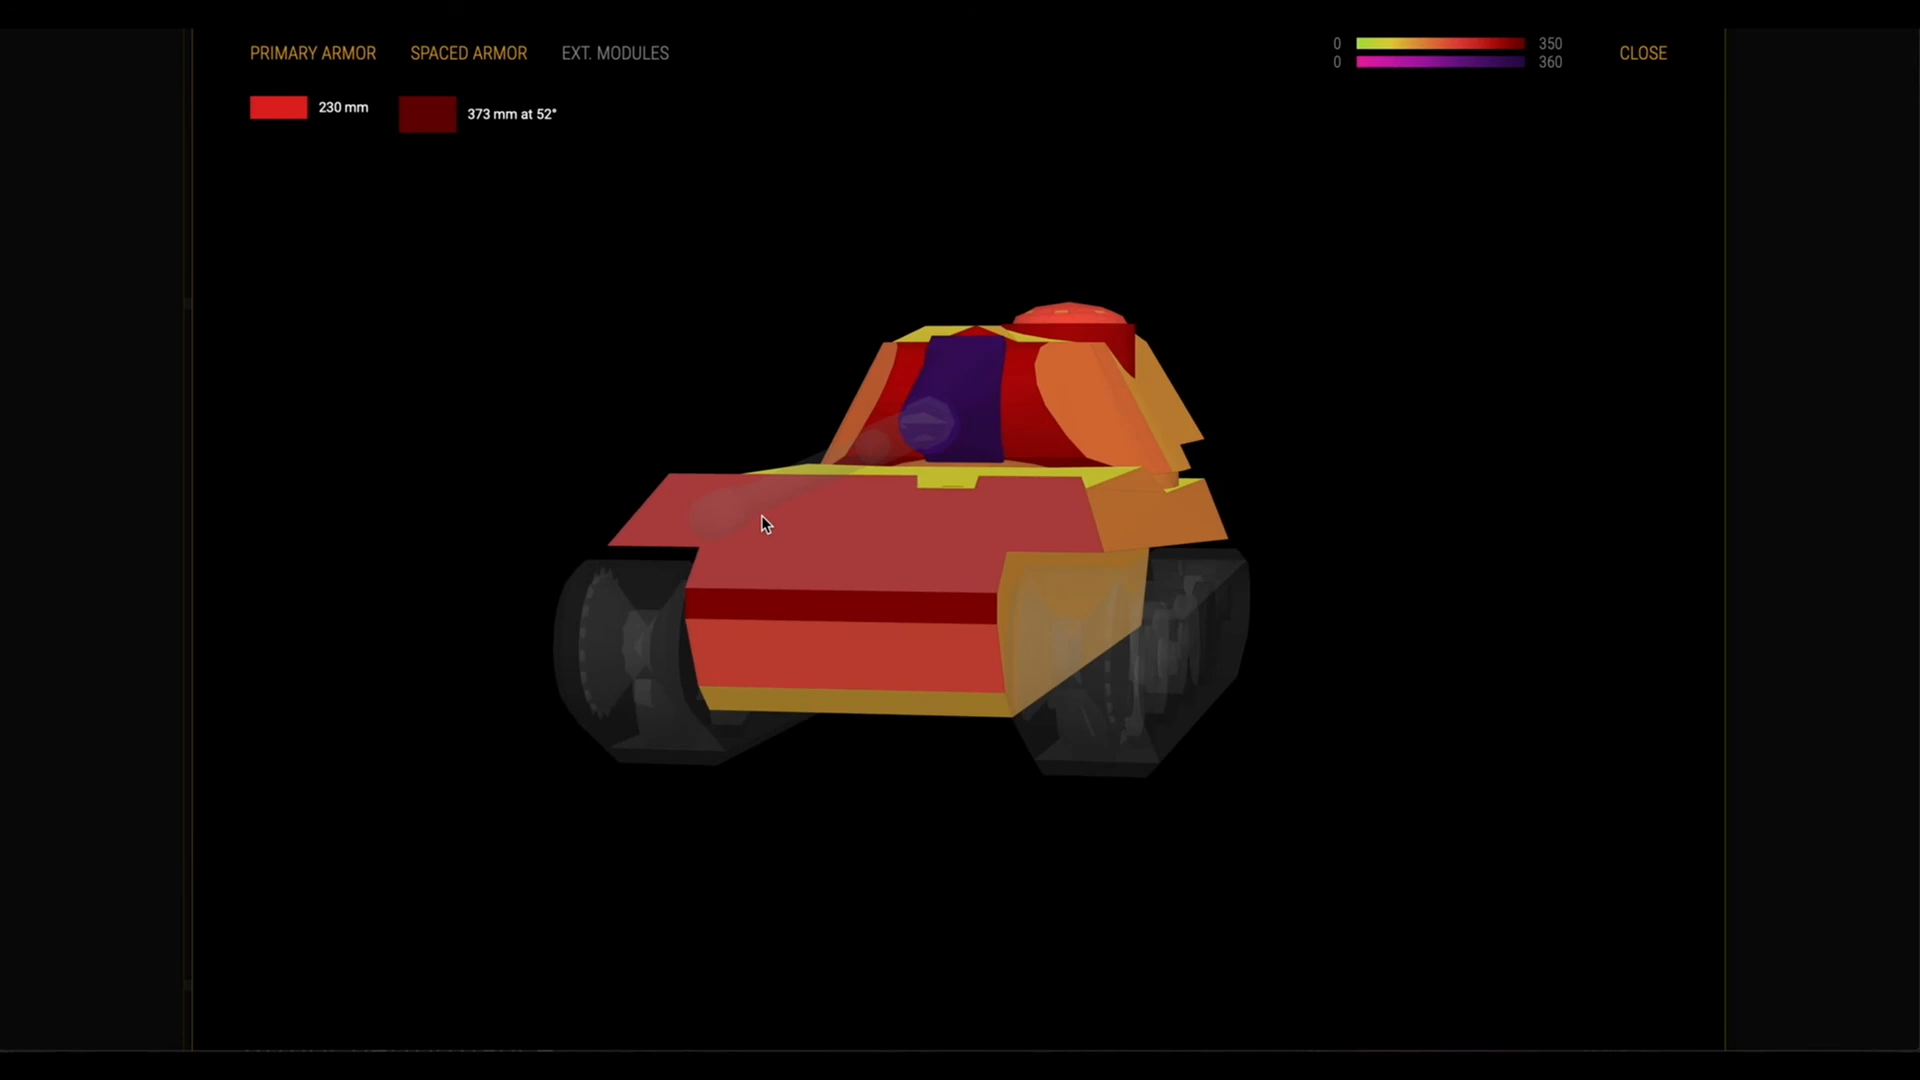 PRIMARY ARMOR SPACED ARMOR EXT. MODULES 0 350 CLOSE
0 360
230 mm 373 mm at 52°